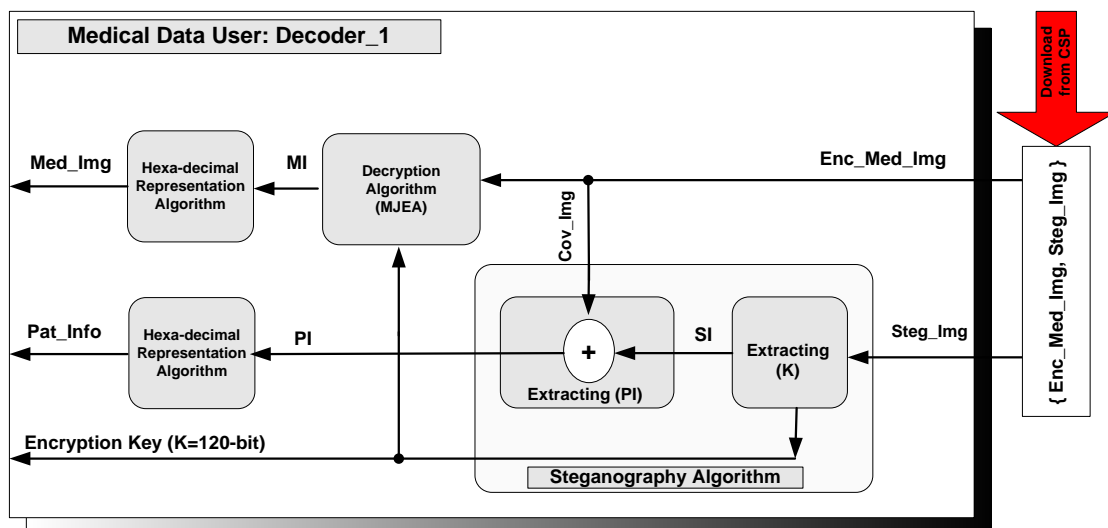 Medical Data User: Decoder_1
Download
from CSP
Med_Img
Hexa-decimal
Representation
Algorithm
MI
Decryption
Algorithm
(MJEA)
Enc_Med_Img
Cov_Img
{ Enc_Med_Img, Steg_Img }
Pat_Info
Hexa-decimal
Representation
Algorithm
PI
+
Extracting (PI)
SI
Extracting
(K)
Steg_Img
Encryption Key (K=120-bit)
Steganography Algorithm